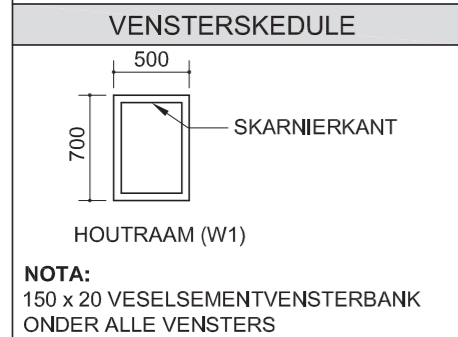 VENSTERSKEDULE
500
700
SKARNIERKANT
HOUTRAAM (W1)
NOTA:
150 x 20 VESELSEMENTVENSTERBANK
ONDER ALLE VENSTERS